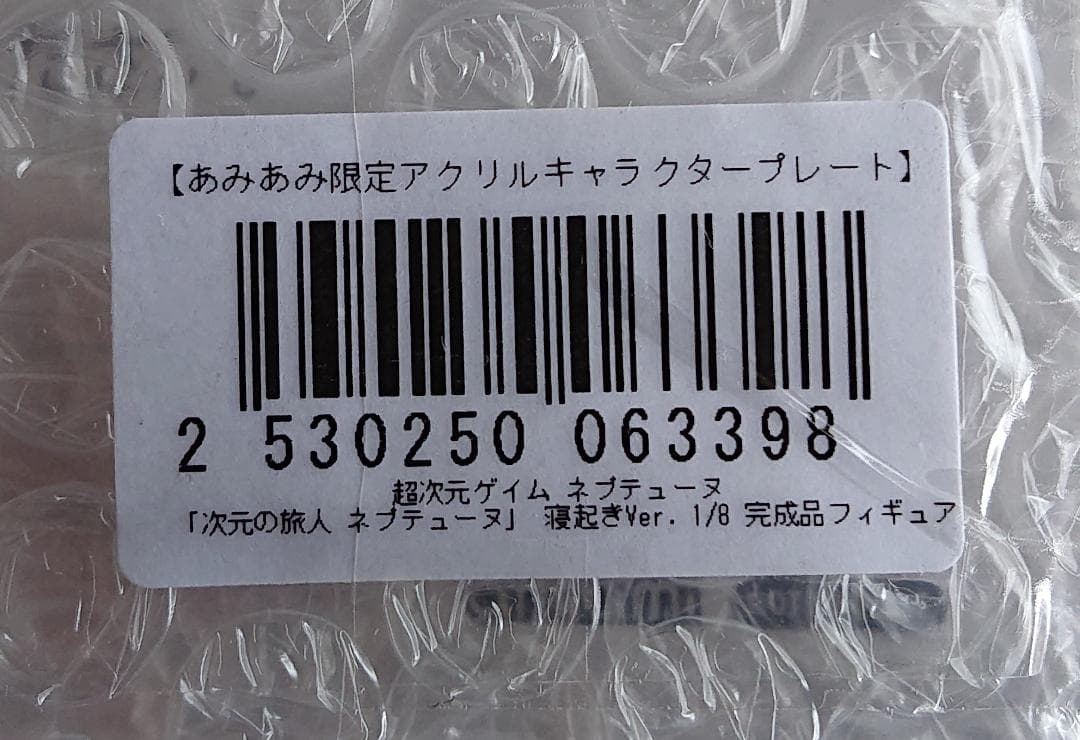 【あみあみ限定アクリルキャラクタープレート】
2 530250 063398
超次元ゲイム ネプテューヌ
「次元の旅人 ネプテューヌ」 寝起きVer. 1/8 完成品フィギュア